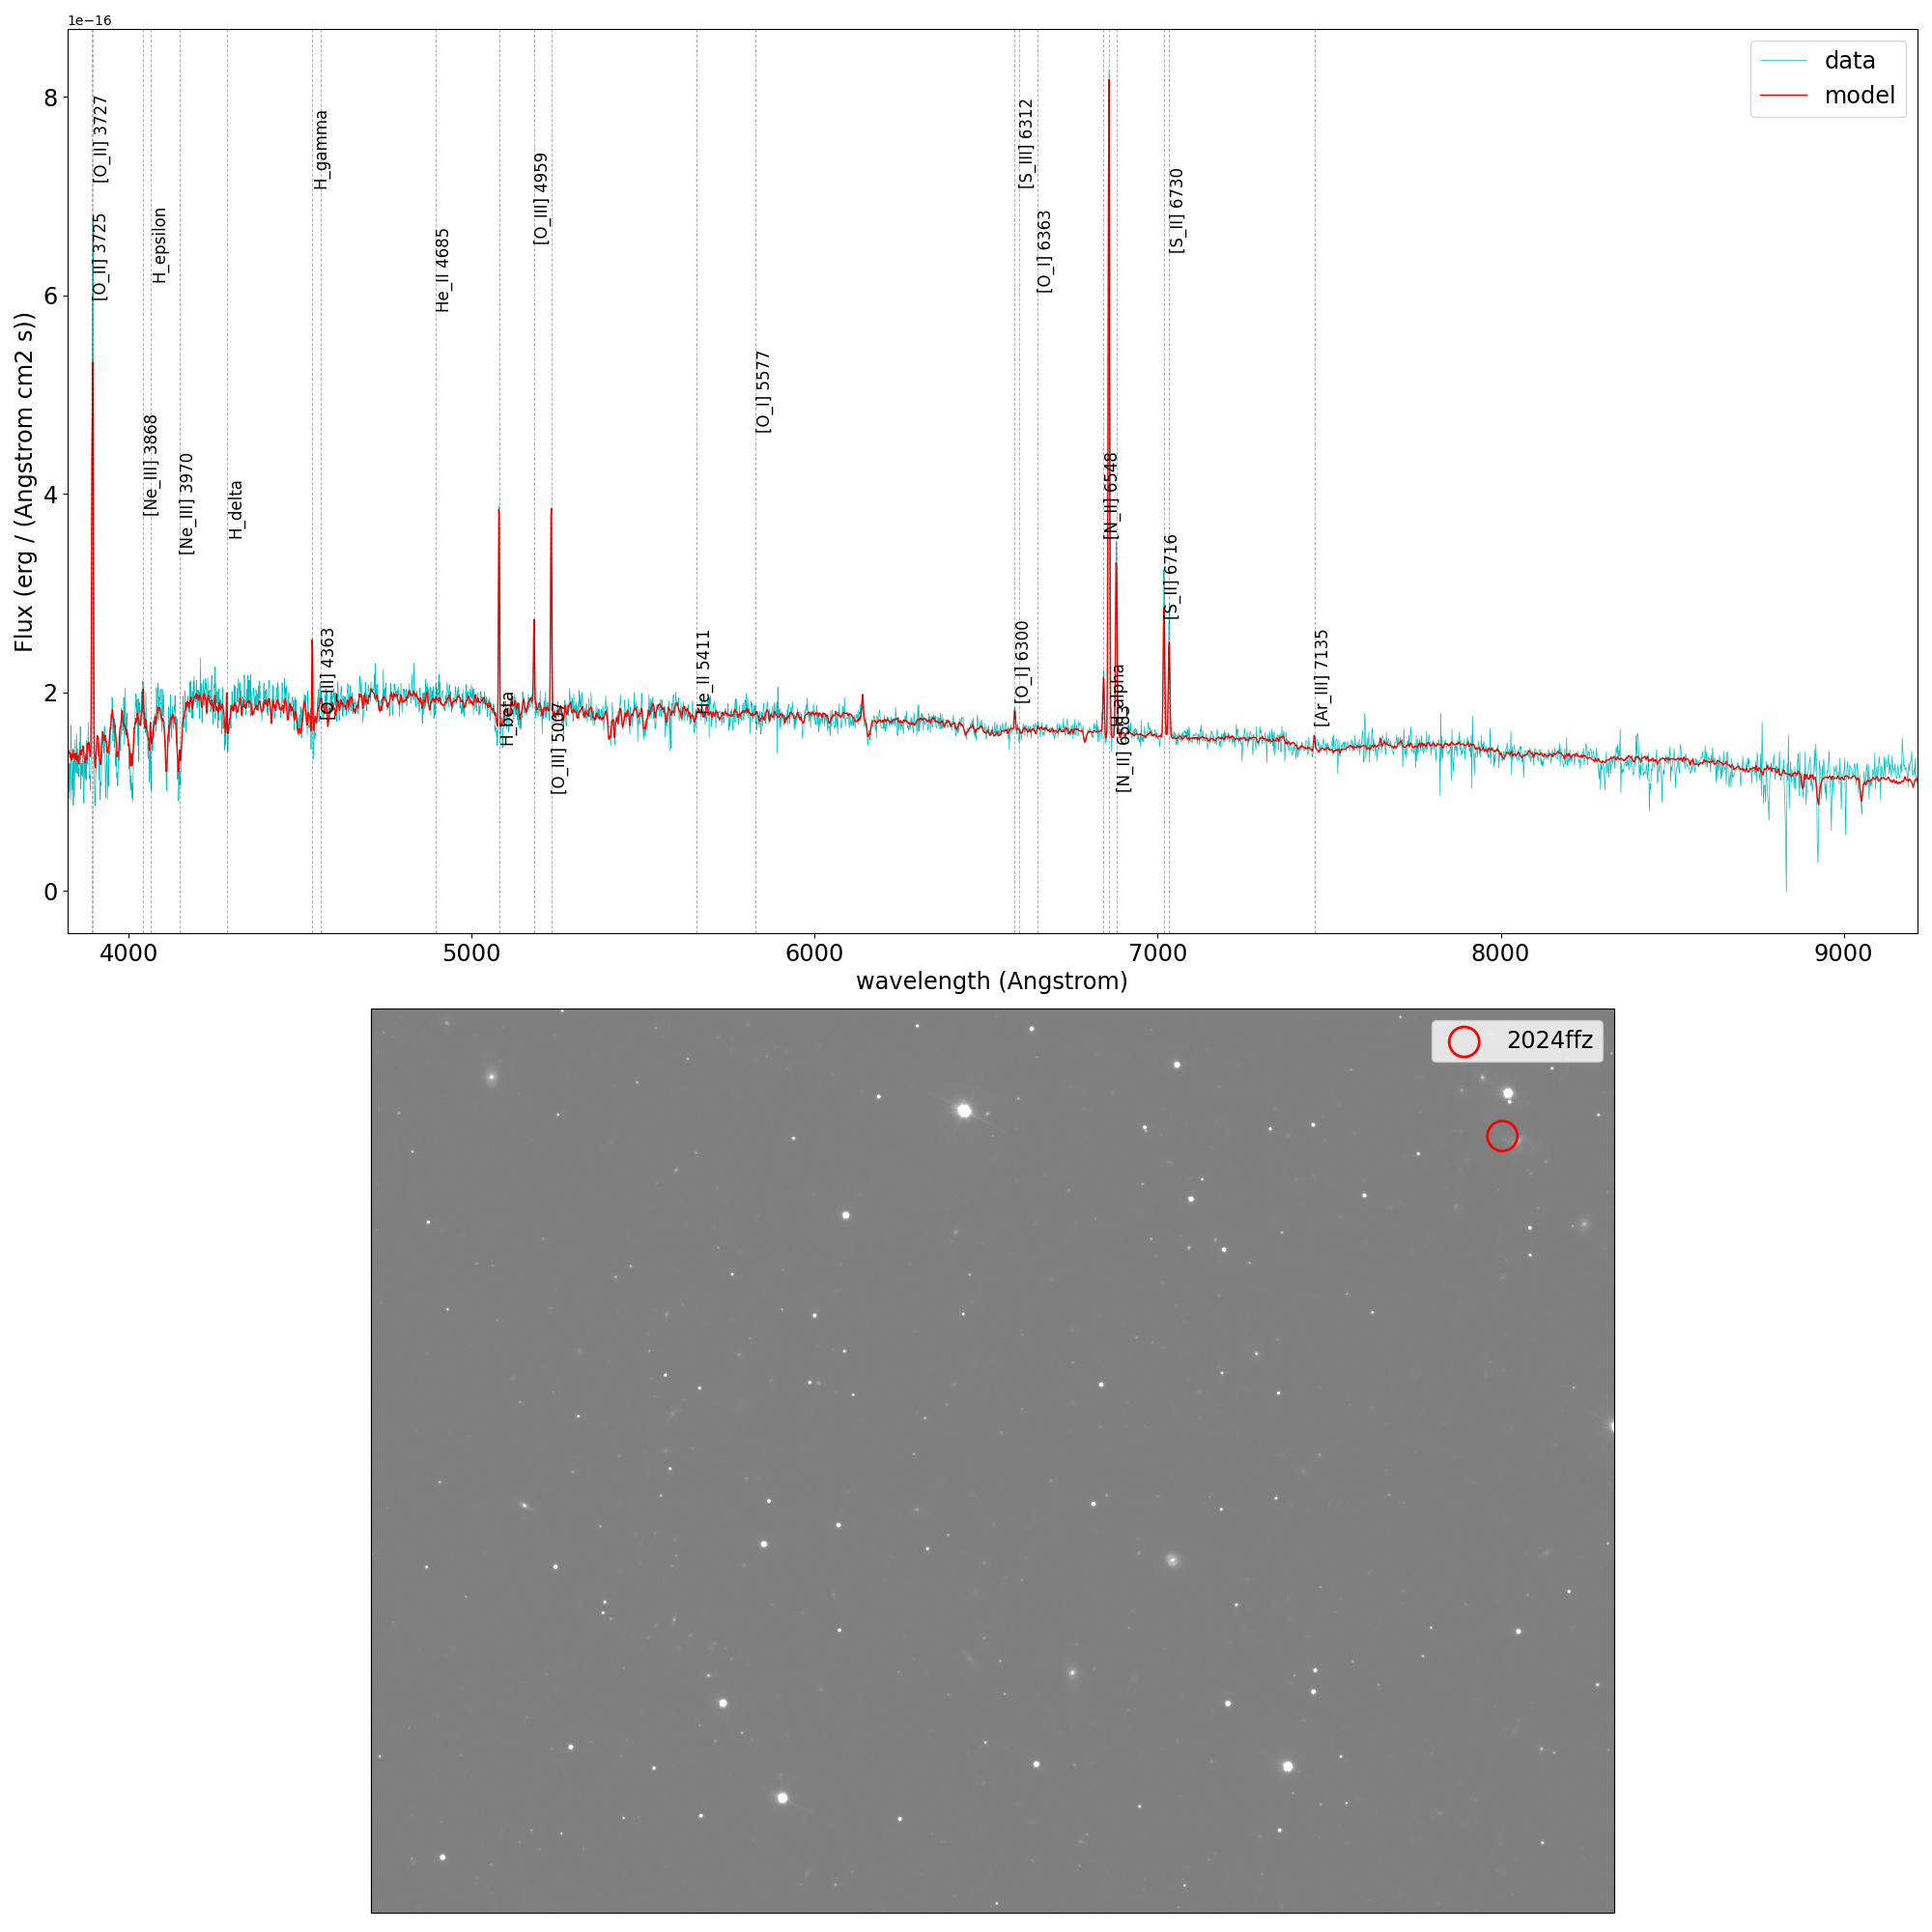 1e−16
data
model
[O_II] 3727
[O_II] 3725
[Ne_III] 3868
H_epsilon
[Ne_III] 3970
H_delta
H_gamma
[O_III] 4363
He_II 4685
H_beta
[O_III] 4959
[O_III] 5007
He_II 5411
[O_I] 5577
[O_I] 6300
[S_III] 6312
[O_I] 6363
[N_II] 6548
H_alpha
[N_II] 6583
[S_II] 6716
[S_II] 6730
[Ar_III] 7135
Flux (erg / (Angstrom cm2 s))
8
6
4
2
0
4000 5000 6000 7000 8000 9000
wavelength (Angstrom)
2024ffz